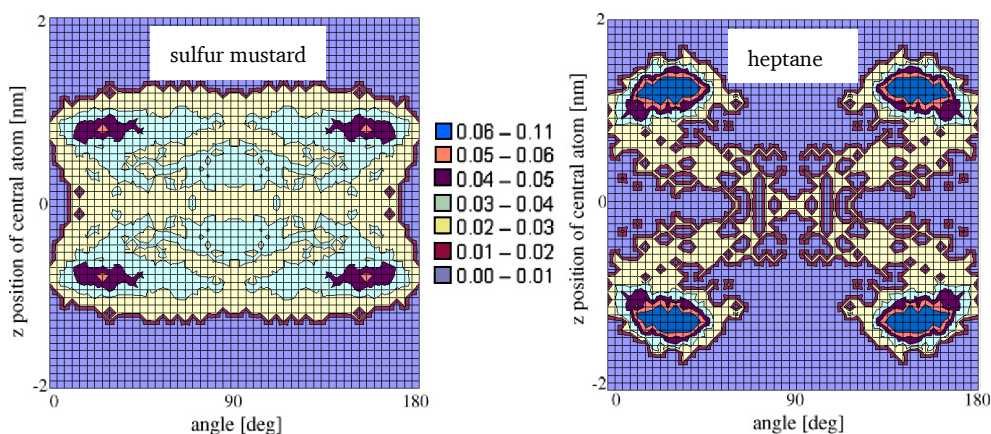 2
sulfur mustard
z position of central atom [nm]
0
-2
0
90
180
angle [deg]
0.06 – 0.11
0.05 – 0.06
0.04 – 0.05
0.03 – 0.04
0.02 – 0.03
0.01 – 0.02
0.00 – 0.01
2
heptane
z position of central atom [nm]
0
-2
0
90
180
angle [deg]